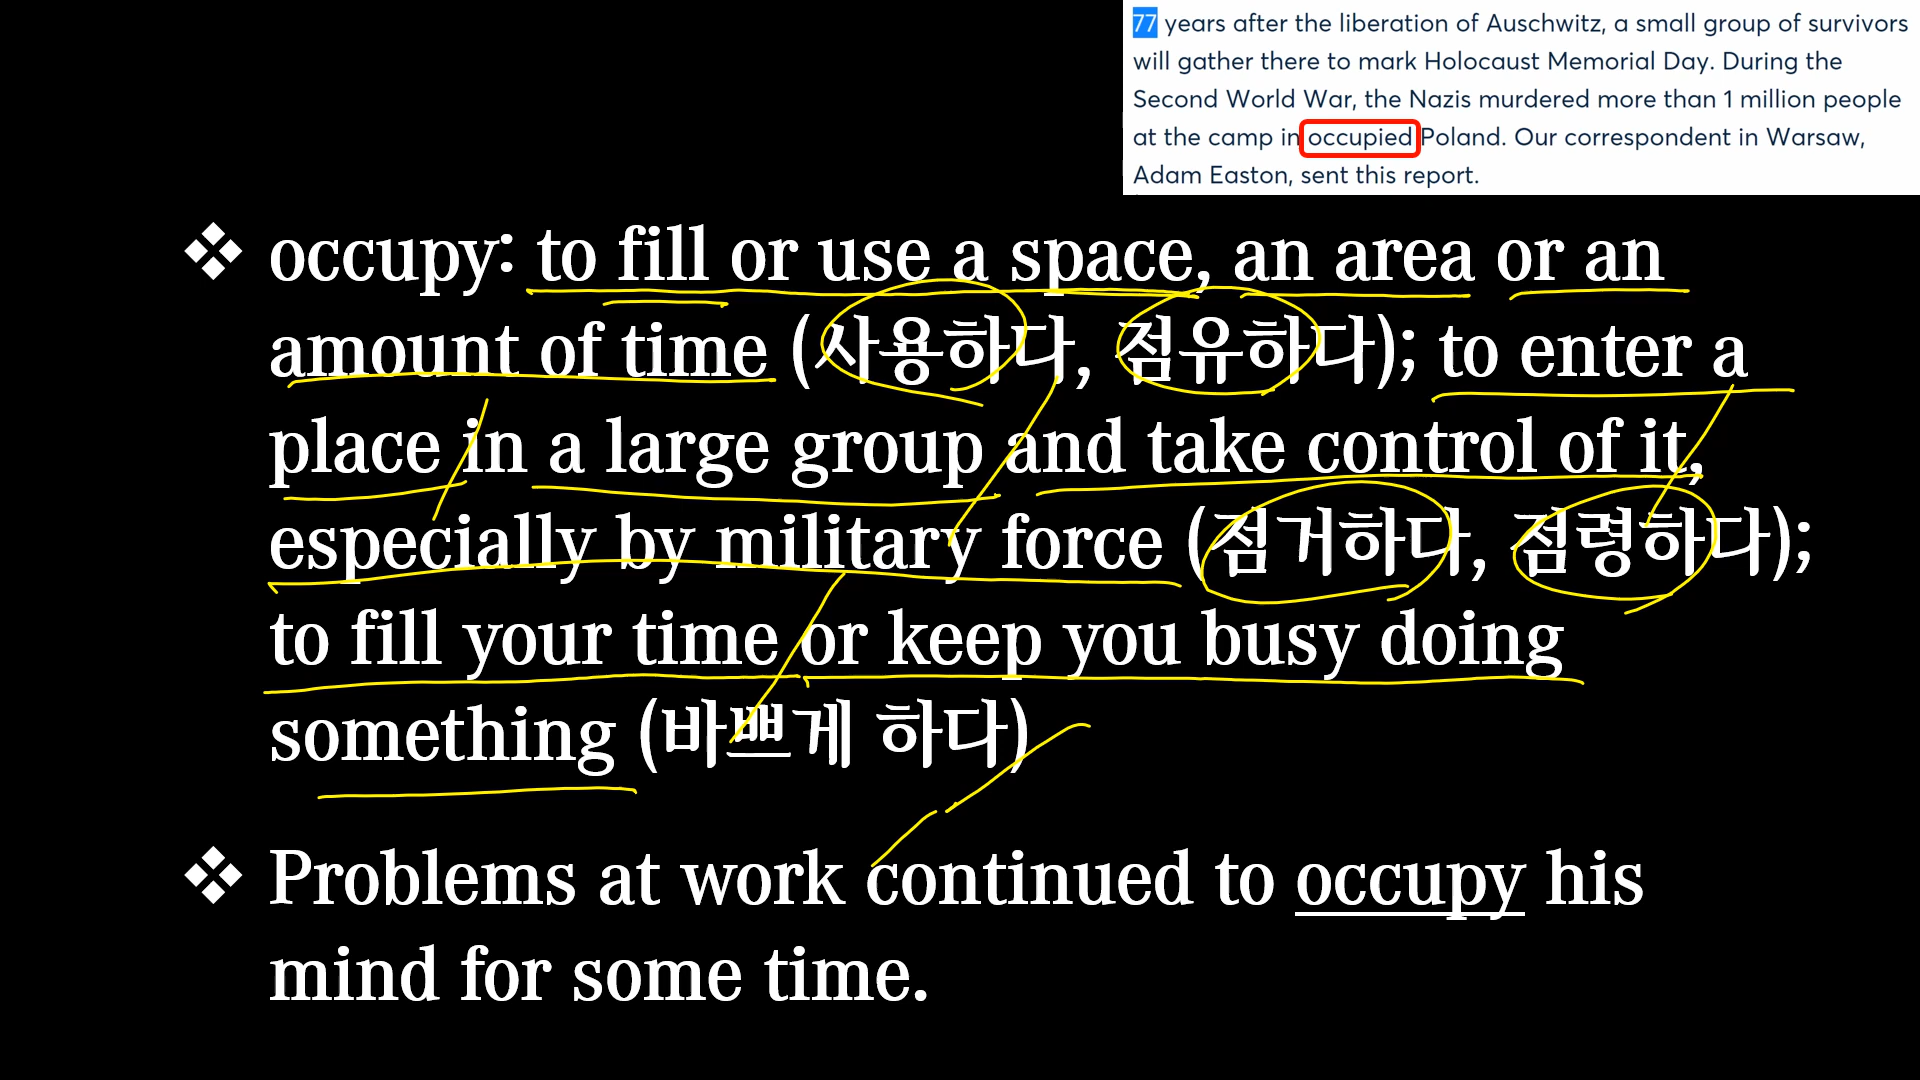 77 years after the liberation of Auschwitz, a small group of survivors
will gather there to mark Holocaust Memorial Day. During the
Second World War, the Nazis murdered more than 1 million people
at the camp in occupied Poland. Our correspondent in Warsaw,
Adam Easton, sent this report.
❖ occupy: to fill or use a space, an area or an
amount of time (사용하다, 점유하다); to enter a
place in a large group and take control of it,
especially by military force (점거하다, 점령하다);
to fill your time or keep you busy doing
something (바쁘게 하다)
❖ Problems at work continued to occupy his
mind for some time.